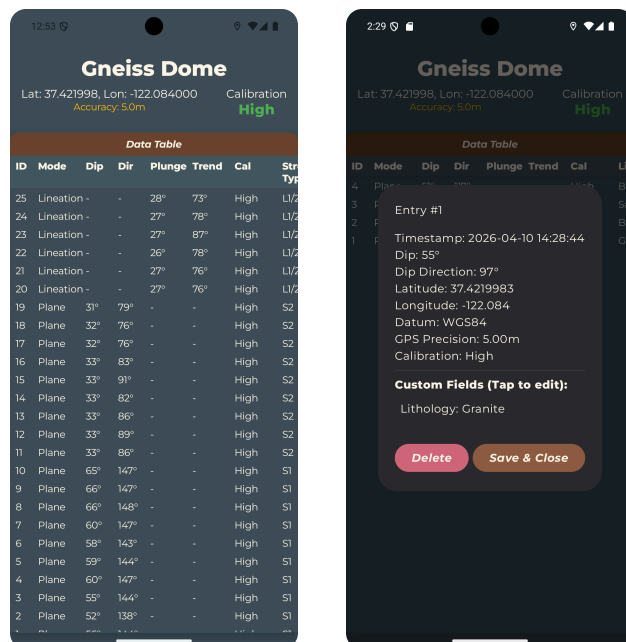 12:53
Gneiss Dome
Lat: 37.421998, Lon: -122.084000 Calibration
Accuracy: 5.0m High
Data Table
ID Mode Dip Dir Plunge Trend Cal
25 Lineation - - 28° 73° High L1/2
24 Lineation - - 27° 78° High L1/2
23 Lineation - - 27° 87° High L1/2
22 Lineation - - 26° 78° High L1/2
21 Lineation - - 27° 76° High L1/2
20 Lineation - - 27° 76° High L1/2
19 Plane 31° 79° - - High S2
18 Plane 32° 76° - - High S2
17 Plane 32° 76° - - High S2
16 Plane 33° 83° - - High S2
15 Plane 33° 91° - - High S2
14 Plane 33° 82° - - High S2
13 Plane 33° 86° - - High S2
12 Plane 33° 89° - - High S2
11 Plane 33° 86° - - High S2
10 Plane 65° 147° - - High S1
9 Plane 66° 147° - - High S1
8 Plane 66° 148° - - High S1
7 Plane 60° 147° - - High S1
6 Plane 58° 143° - - High S1
5 Plane 59° 144° - - High S1
4 Plane 60° 147° - - High S1
3 Plane 55° 144° - - High S1
2 Plane 52° 138° - - High S1
2:29
Gneiss Dome
Lat: 37.421998, Lon: -122.084000 Calibration
Accuracy: 5.0m High
Data Table
ID Mode Dip Dir Plunge Trend Cal
4
3
2
1
Entry #1
Timestamp: 2026-04-10 14:28:44
Dip: 55°
Dip Direction: 97°
Latitude: 37.4219983
Longitude: -122.084
Datum: WGS84
GPS Precision: 5.00m
Calibration: High
Custom Fields (Tap to edit):
Lithology: Granite
Delete Save & Close